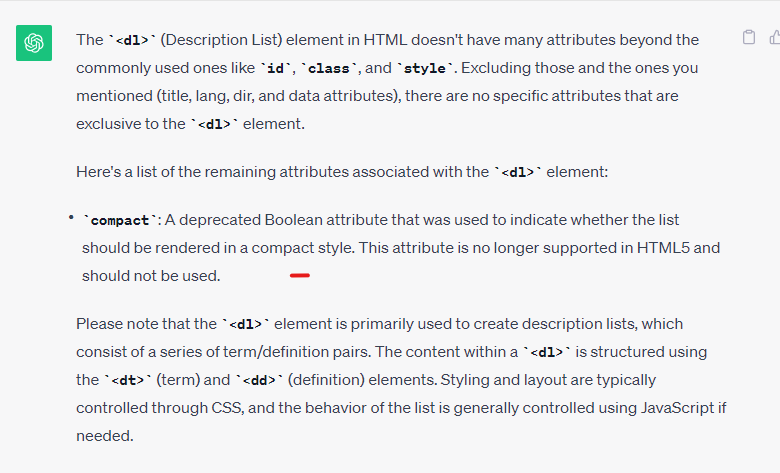 The `<dl>` (Description List) element in HTML doesn't have many attributes beyond the
commonly used ones like `id`, `class`, and `style`. Excluding those and the ones you
mentioned (title, lang, dir, and data attributes), there are no specific attributes that are
exclusive to the `<dl>` element.
Here's a list of the remaining attributes associated with the `<dl>` element:
• `compact`: A deprecated Boolean attribute that was used to indicate whether the list
should be rendered in a compact style. This attribute is no longer supported in HTML5 and
should not be used.
Please note that the `<dl>` element is primarily used to create description lists, which
consist of a series of term/definition pairs. The content within a `<dl>` is structured using
the `<dt>` (term) and `<dd>` (definition) elements. Styling and layout are typically
controlled through CSS, and the behavior of the list is generally controlled using JavaScript if
needed.